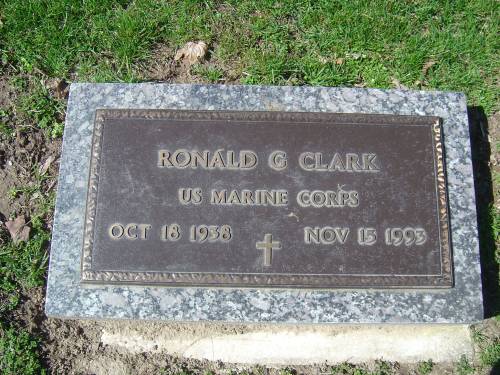 RONALD G CLARK
US MARINE CORPS
OCT 18 1938 NOV 15 1993